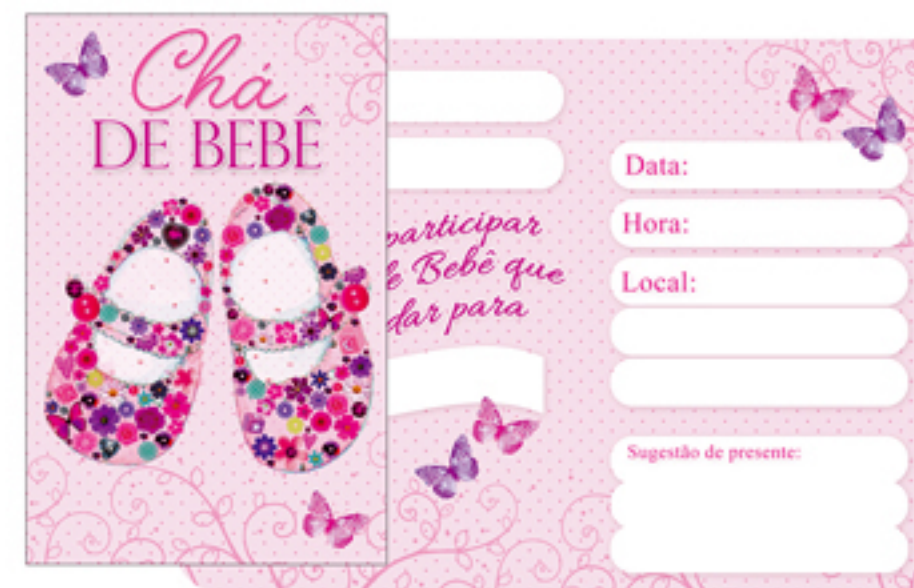 Chá
DE BEBÊ
participar
Bebê que
dar para
Data:
Hora:
Local:
Sugestão de presente: